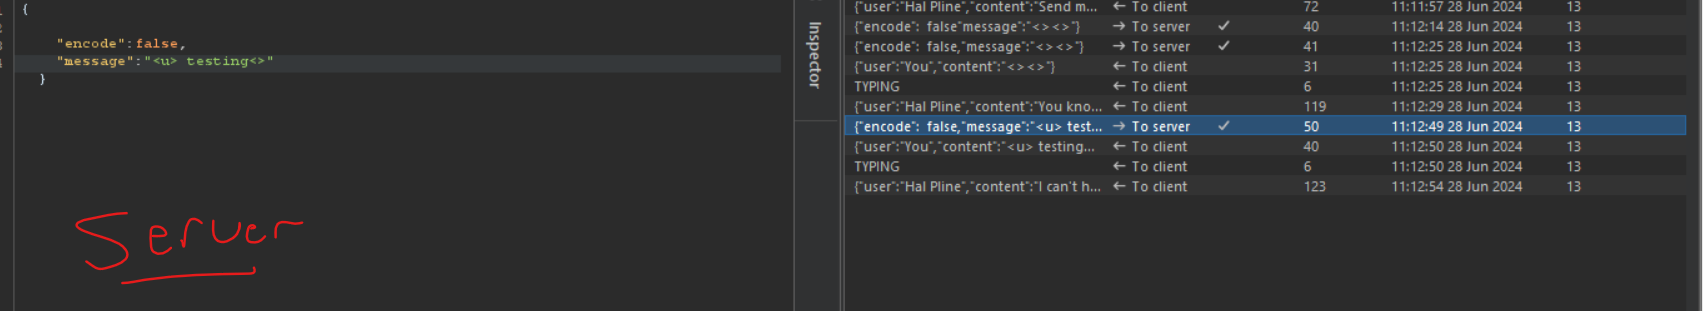 {
"encode":false,
"message":"<u> testing<>"
}
Server
Inspector
{"user":"Hal Pline","content":"Send m... ← To client 72 11:11:57 28 Jun 2024 13
{"encode": false"message":"<><>"} → To server ✓ 40 11:12:14 28 Jun 2024 13
{"encode": false,"message":"<><>"} → To server ✓ 41 11:12:25 28 Jun 2024 13
{"user":"You","content":"<><>"} ← To client 31 11:12:25 28 Jun 2024 13
TYPING ← To client 6 11:12:25 28 Jun 2024 13
{"user":"Hal Pline","content":"You kno... ← To client 119 11:12:29 28 Jun 2024 13
{"encode": false,"message":"<u> test... → To server ✓ 50 11:12:49 28 Jun 2024 13
{"user":"You","content":"<u> testing... ← To client 40 11:12:50 28 Jun 2024 13
TYPING ← To client 6 11:12:50 28 Jun 2024 13
{"user":"Hal Pline","content":"I can't h... ← To client 123 11:12:54 28 Jun 2024 13